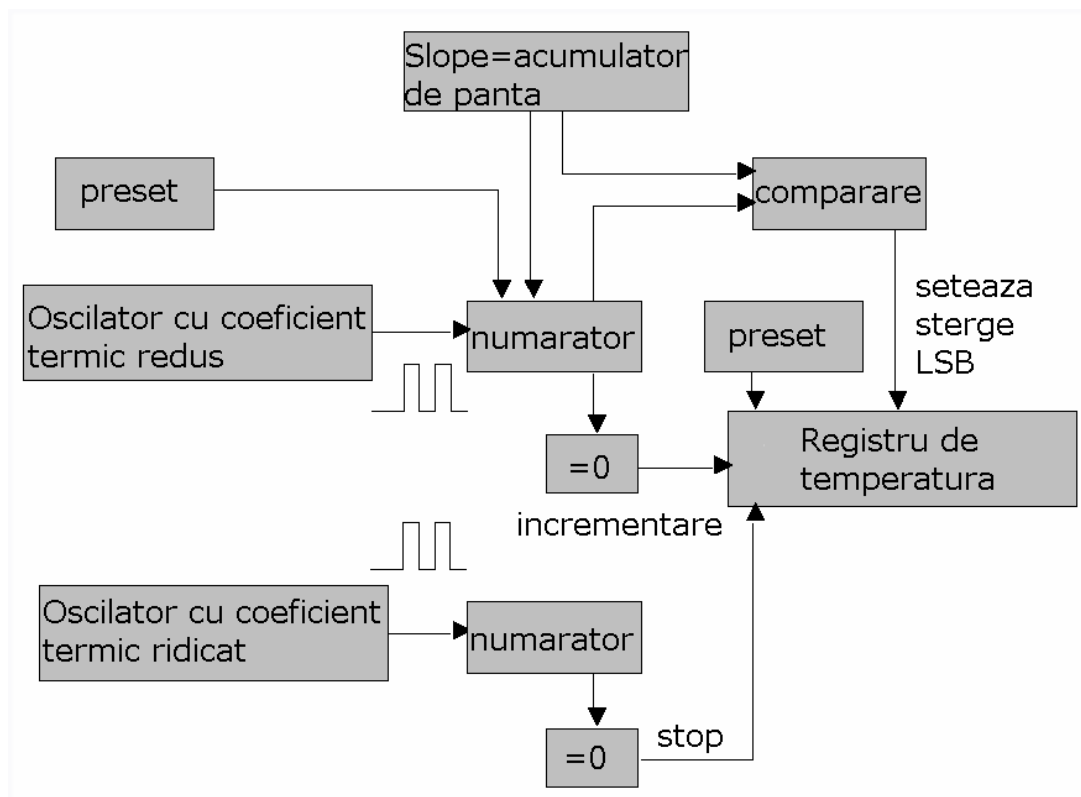 Slope=acumulator
de panta
preset
comparare
Oscilator cu coeficient
termic redus
numarator
preset
seteaza
sterge
LSB
=0
Registru de
temperatura
incrementare
Oscilator cu coeficient
termic ridicat
numarator
=0
stop